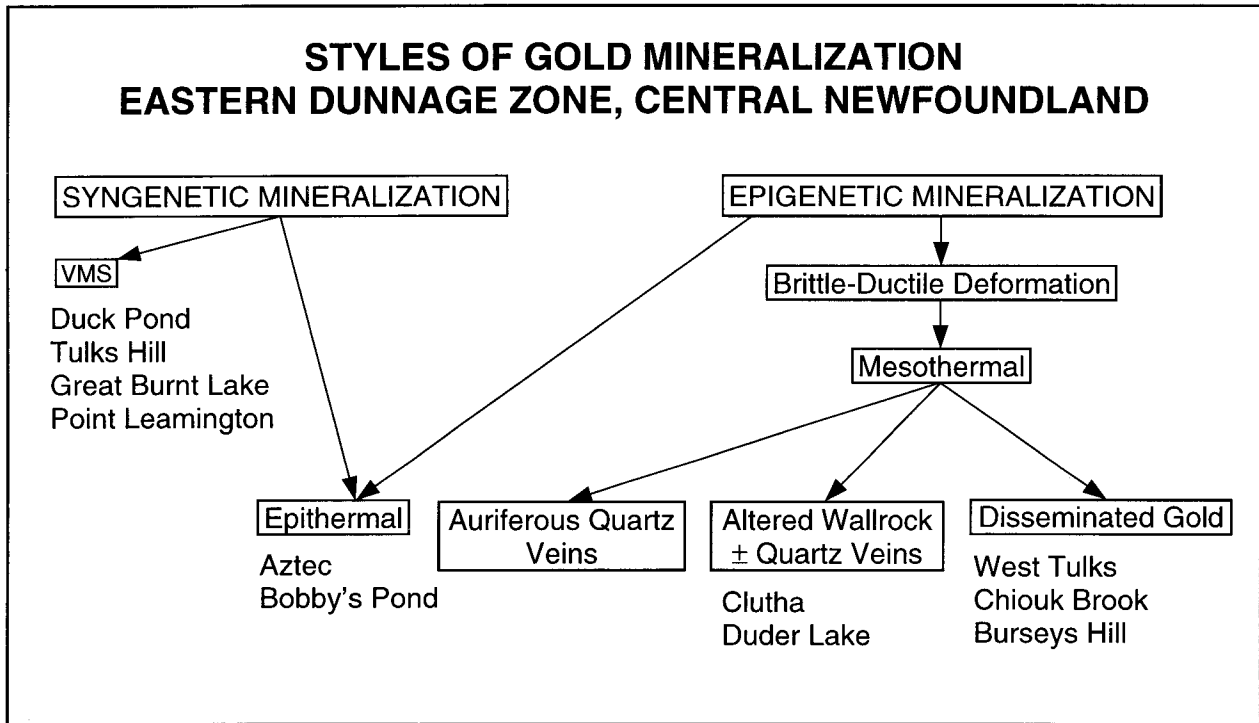 STYLES OF GOLD MINERALIZATION
EASTERN DUNNAGE ZONE, CENTRAL NEWFOUNDLAND
SYNGENETIC MINERALIZATION
EPIGENETIC MINERALIZATION
VMS
Duck Pond
Tulks Hill
Great Burnt Lake
Point Leamington
Brittle-Ductile Deformation
Mesothermal
Epithermal
Aztec
Bobby's Pond
Auriferous Quartz
Veins
Altered Wallrock
± Quartz Veins
Clutha
Duder Lake
Disseminated Gold
West Tulks
Chiouk Brook
Burseys Hill